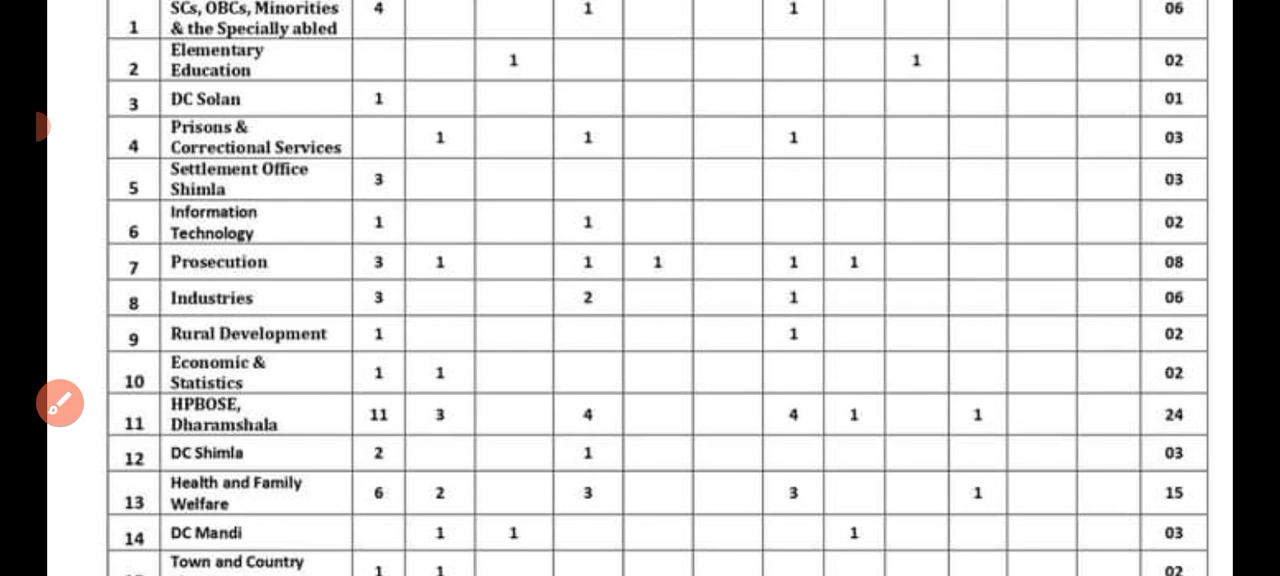 SCs, OBCs, Minorities 4 1 1 06
1 & the Specially abled
Elementary
2 Education 1 1 02
3 DC Solan 1 01
Prisons &
4 Correctional Services 1 1 1 03
Settlement Office
5 Shimla 3 03
Information
6 Technology 1 1 02
7 Prosecution 3 1 1 1 1 1 08
8 Industries 3 2 1 06
9 Rural Development 1 1 02
Economic &
10 Statistics 1 1 02
HPBOSE,
11 Dharamshala 11 3 4 4 1 1 24
12 DC Shimla 2 1 03
Health and Family
13 Welfare 6 2 3 3 1 15
14 DC Mandi 1 1 1 03
Town and Country
1 1 02